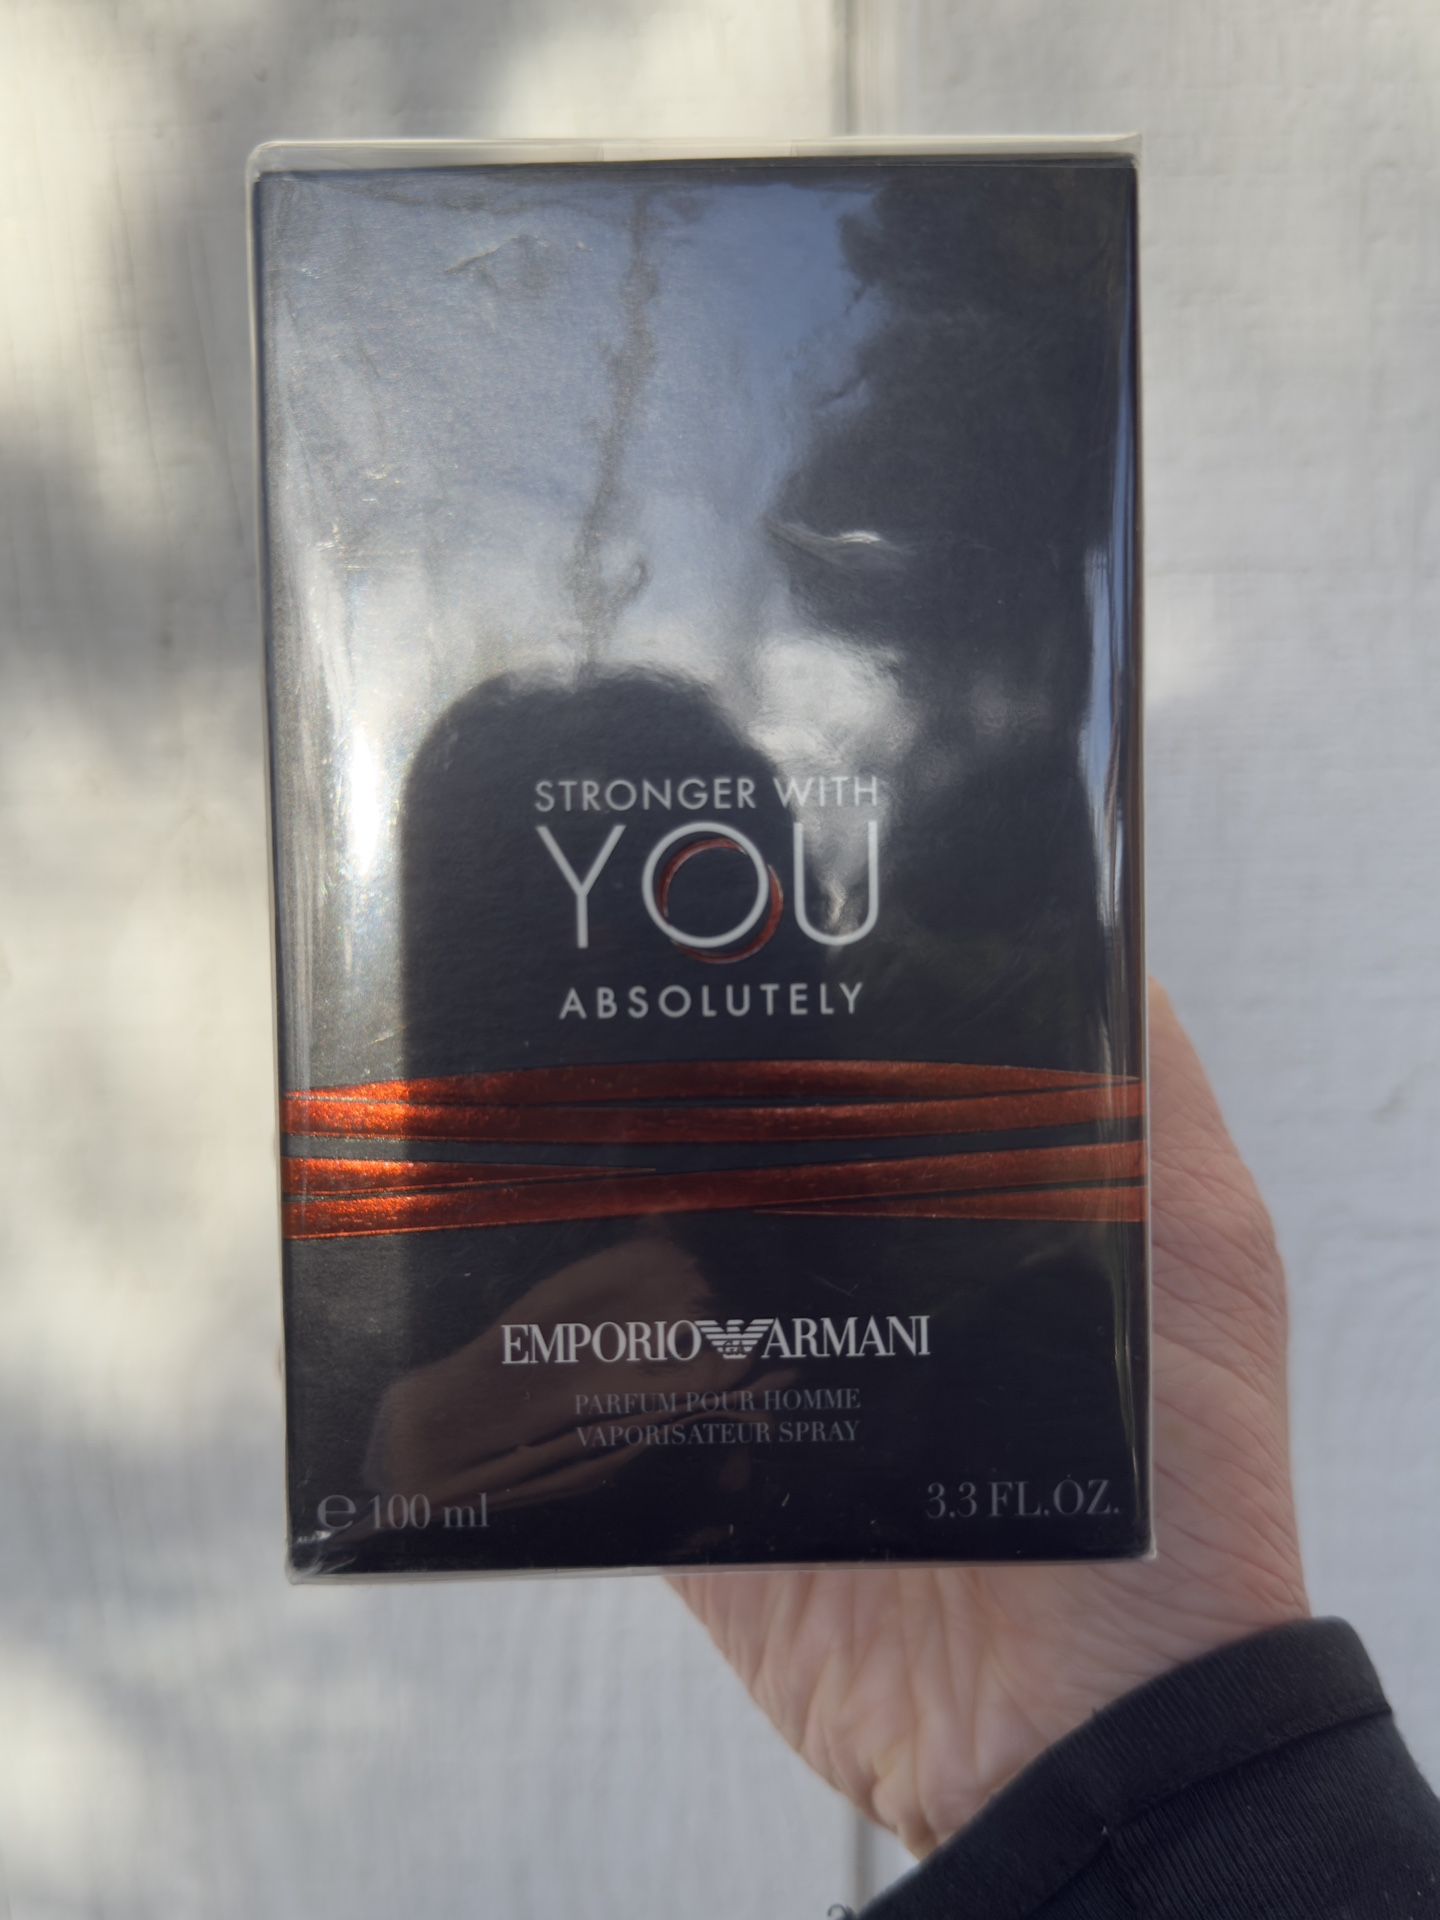 STRONGER WITH
YOU
ABSOLUTELY
EMPORIO ARMANI
PARFUM POUR HOMME
VAPORISATEUR SPRAY
℮ 100 ml
3.3 FL.OZ.